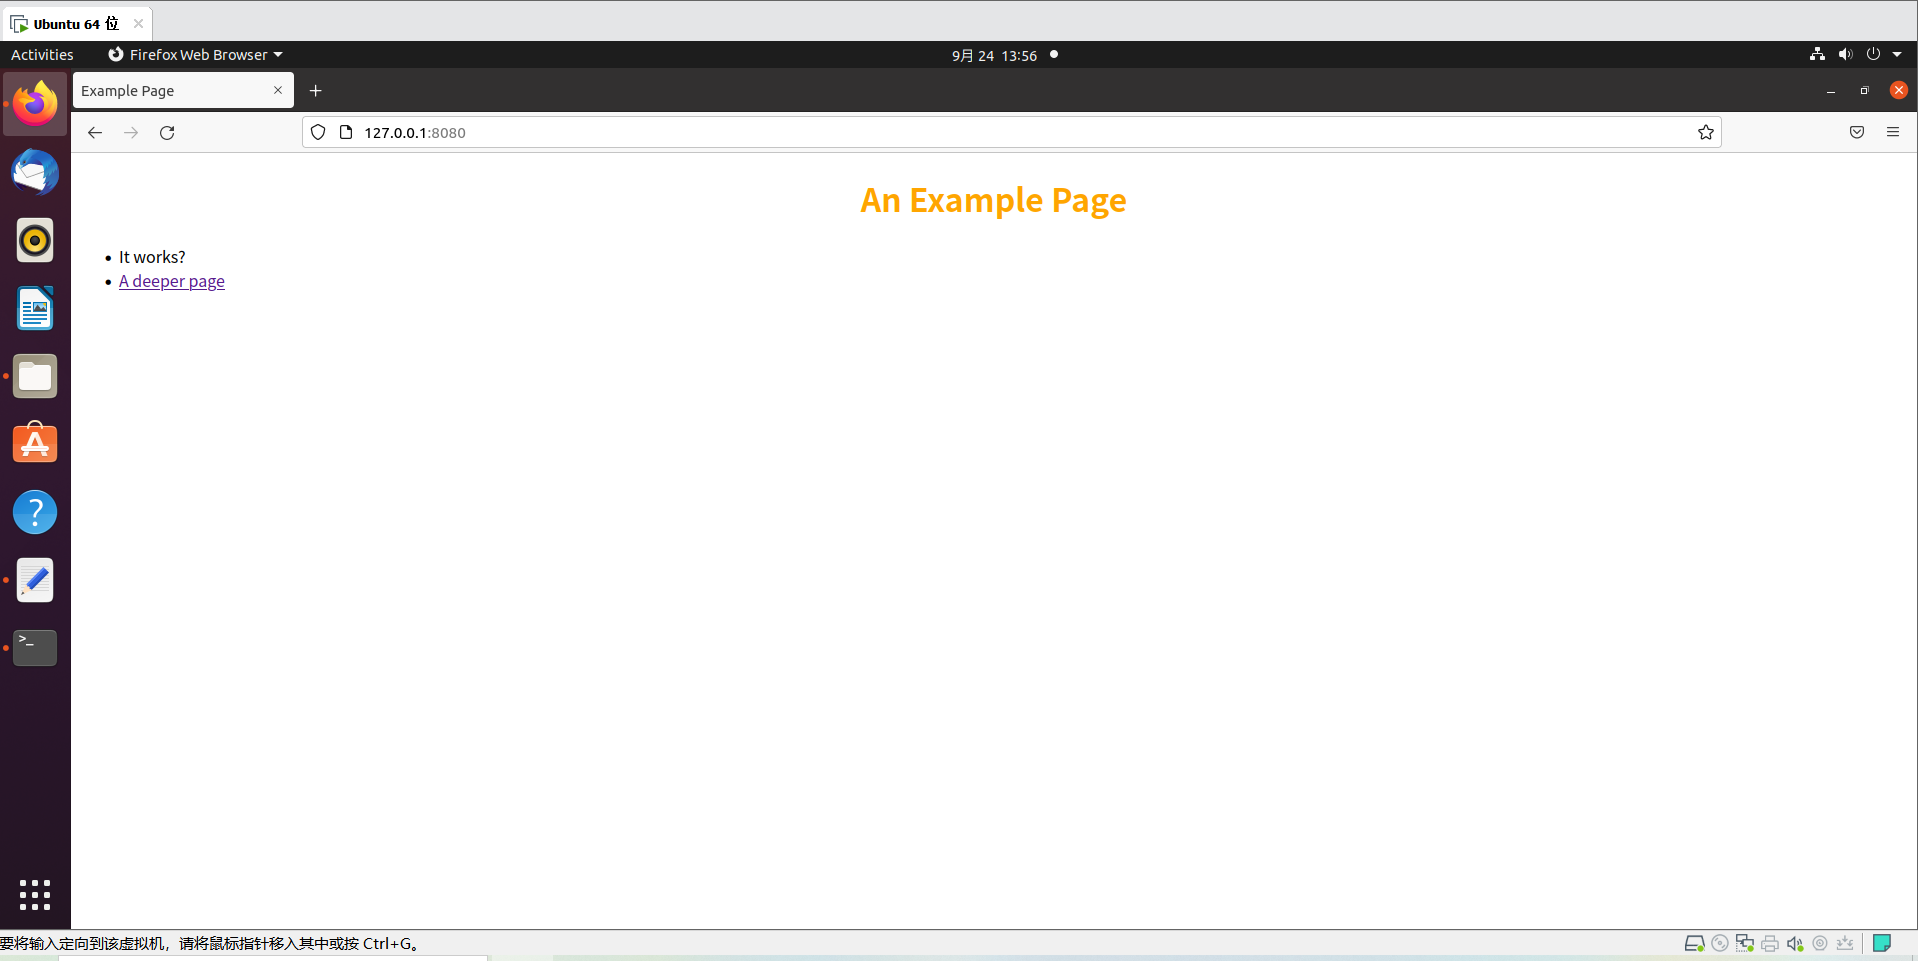 Ubuntu 64 位
Activities Firefox Web Browser 9月 24 13:56
Example Page
127.0.0.1:8080
An Example Page
It works?
A deeper page
要将输入定向到该虚拟机，请将鼠标指针移入其中或按 Ctrl+G。